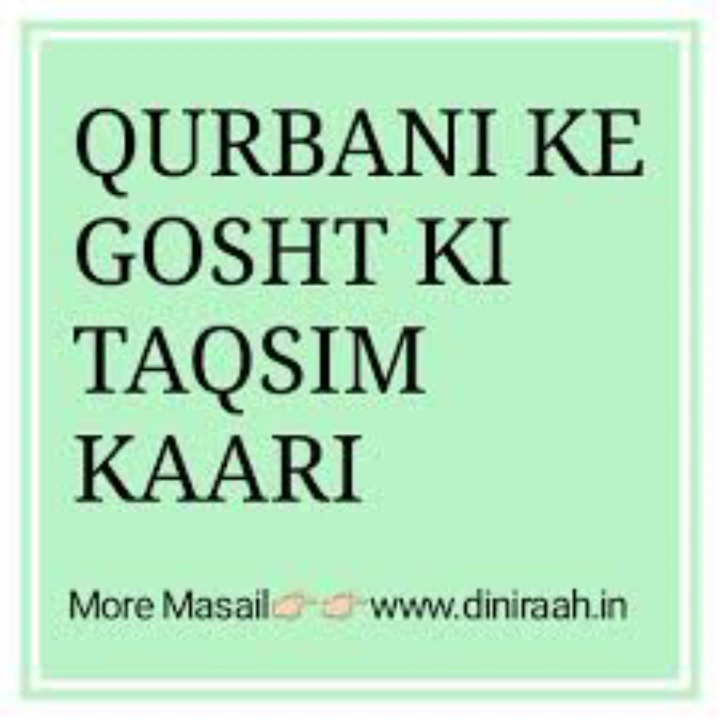 QURBANI KE
GOSHT KI
TAQSIM
KAARI
More Masail👉🏻👉🏻www.diniraah.in